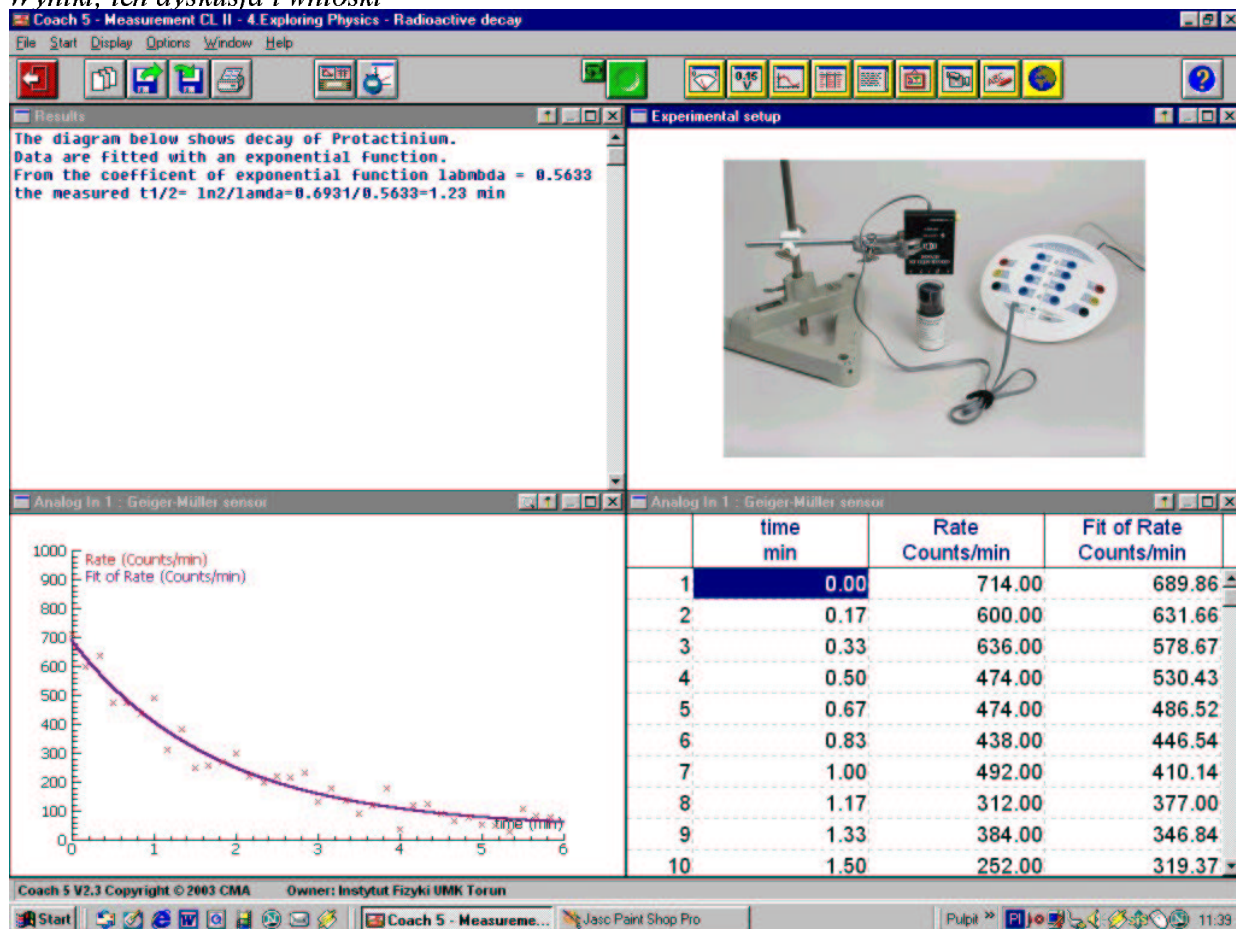 Wyniki, ich dyskusja i wnioski
Coach 5 - Measurement CL II - 4.Exploring Physics - Radioactive decay
File Start Display Options Window Help
0.15
V
?
Results
The diagram below shows decay of Protactinium.
Data are fitted with an exponential function.
From the coefficent of exponential function labmbda = 0.5633
the measured t1/2= ln2/lamda=0.6931/0.5633=1.23 min
Experimental setup
Analog In 1 : Geiger-Müller sensor
1000
900
800
700
600
500
400
300
200
100
0
Rate (Counts/min)
Fit of Rate (Counts/min)
time (min)
0 1 2 3 4 5 6
Analog In 1 : Geiger-Müller sensor
time Rate Fit of Rate
min Counts/min Counts/min
1 0.00 714.00 689.86
2 0.17 600.00 631.66
3 0.33 636.00 578.67
4 0.50 474.00 530.43
5 0.67 474.00 486.52
6 0.83 438.00 446.54
7 1.00 492.00 410.14
8 1.17 312.00 377.00
9 1.33 384.00 346.84
10 1.50 252.00 319.37
Coach 5 V2.3 Copyright © 2003 CMA Owner: Instytut Fizyki UMK Torun
Start Coach 5 - Measureme... Jasc Paint Shop Pro Pulpit » Pl 11:39